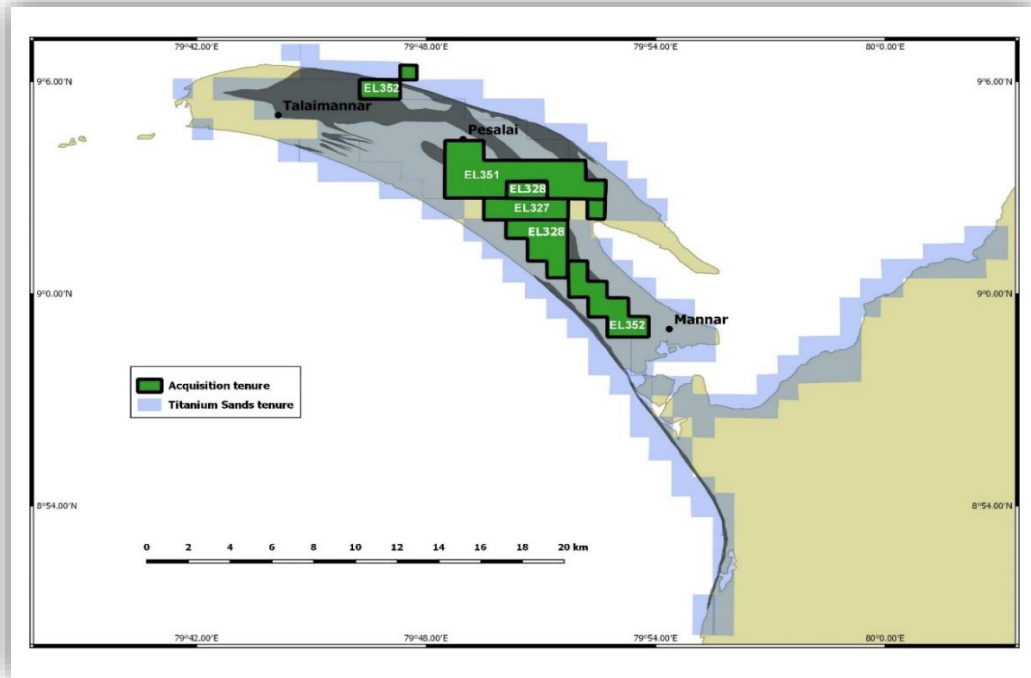 79°42.00'E 79°48.00'E 79°54.00'E 80°0.00'E
9°6.00'N 9°6.00'N
EL352
Talaimannar
Pesalai
EL351
EL328
EL327
EL328
9°0.00'N 9°0.00'N
EL352
Mannar
Acquisition tenure
Titanium Sands tenure
8°54.00'N 8°54.00'N
0 2 4 6 8 10 12 14 16 18 20 km
79°42.00'E 79°48.00'E 79°54.00'E 80°0.00'E